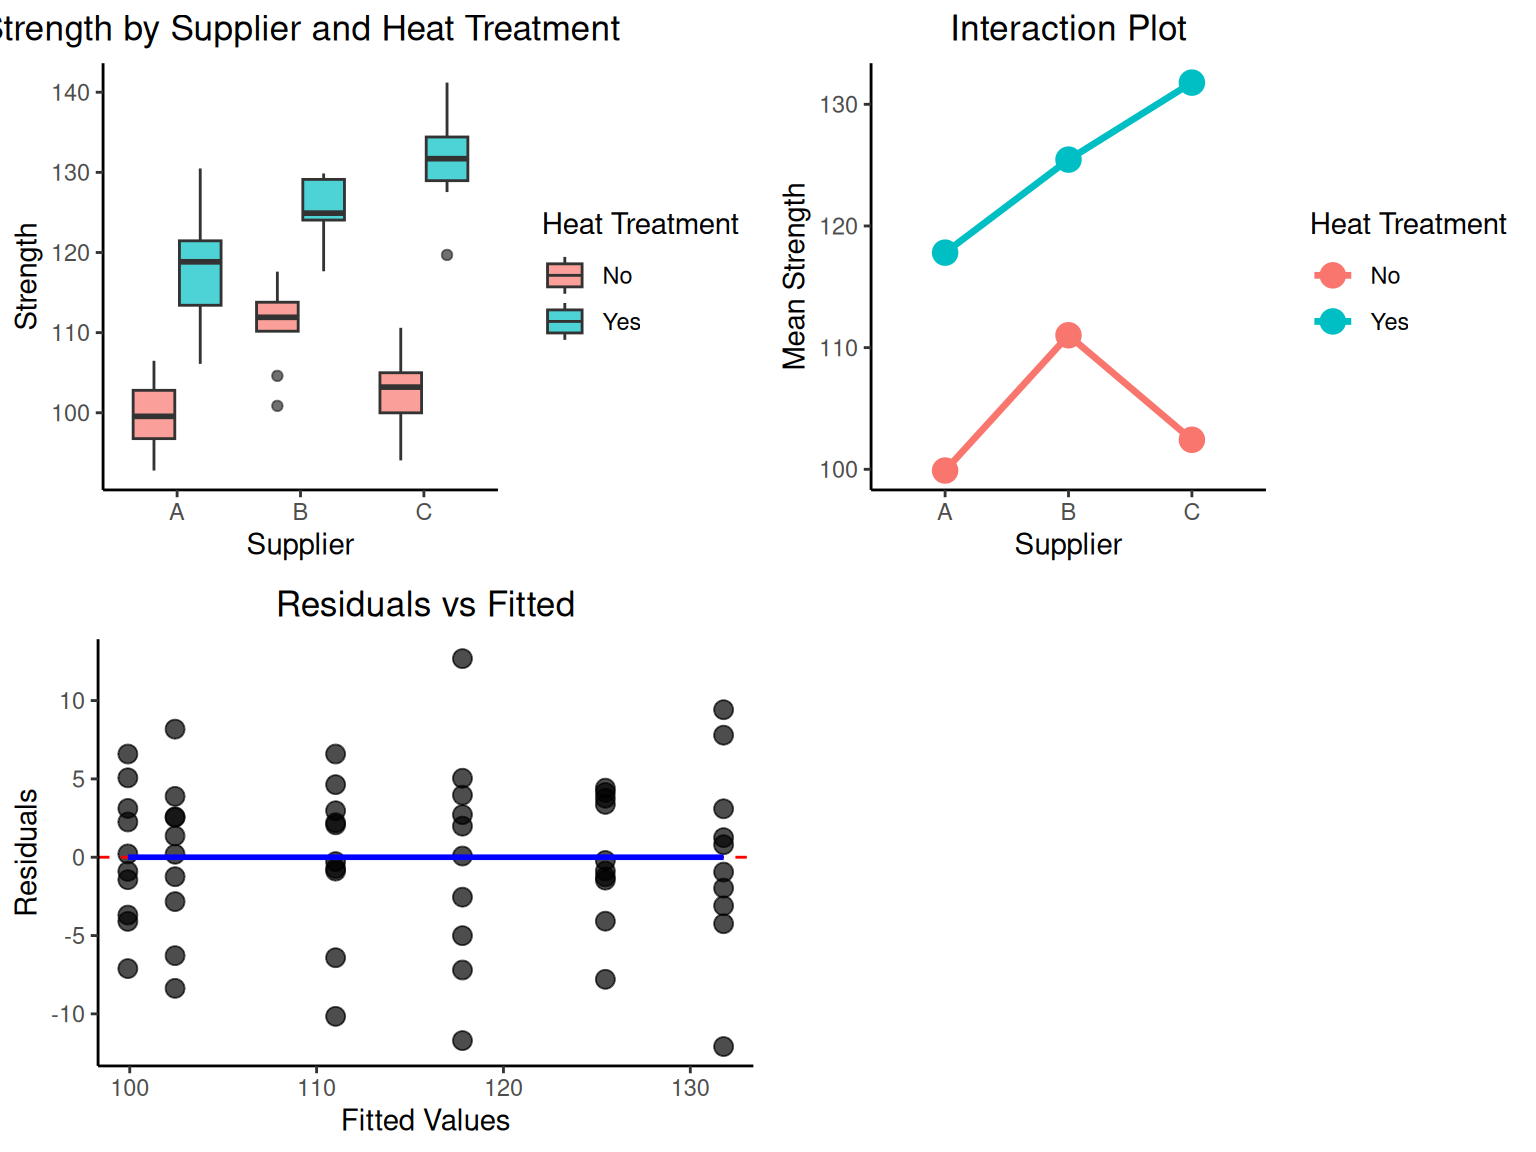 Strength by Supplier and Heat Treatment
140
130
120
110
100
Strength
A B C
Supplier
Heat Treatment
No
Yes
Interaction Plot
130
120
110
100
Mean Strength
A B C
Supplier
Heat Treatment
No
Yes
Residuals vs Fitted
10
5
0
-5
-10
Residuals
100 110 120 130
Fitted Values